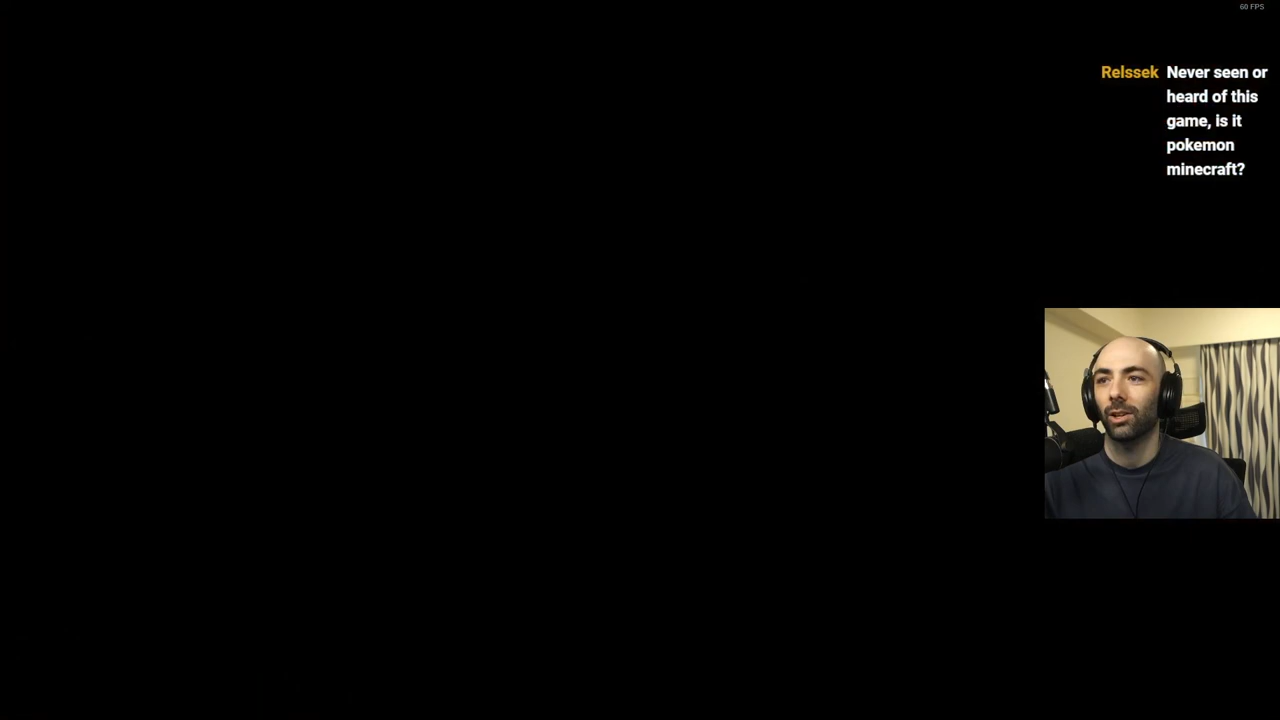 60 FPS
Relssek Never seen or
heard of this
game, is it
pokemon
minecraft?